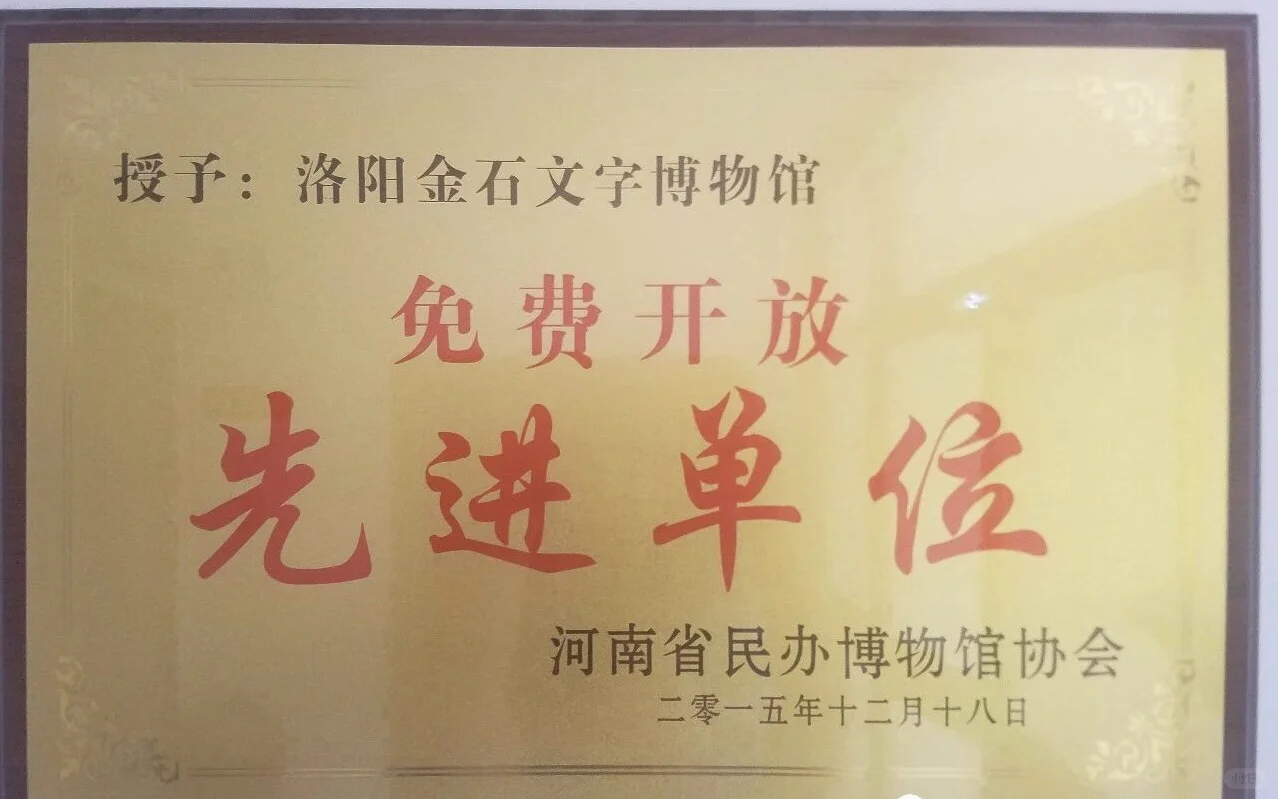 授予：洛阳金石文字博物馆
免费开放
先进单位
河南省民办博物馆协会
二零一五年十二月十八日